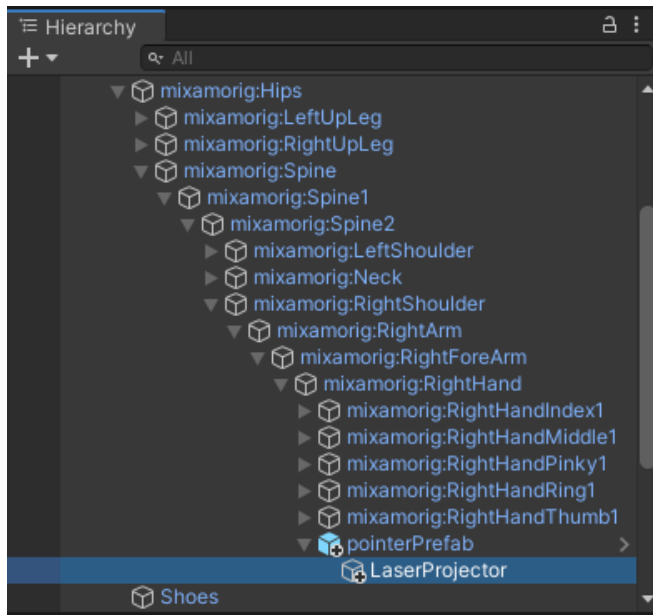 Hierarchy
All
mixamorig:Hips
mixamorig:LeftUpLeg
mixamorig:RightUpLeg
mixamorig:Spine
mixamorig:Spine1
mixamorig:Spine2
mixamorig:LeftShoulder
mixamorig:Neck
mixamorig:RightShoulder
mixamorig:RightArm
mixamorig:RightForeArm
mixamorig:RightHand
mixamorig:RightHandIndex1
mixamorig:RightHandMiddle1
mixamorig:RightHandPinky1
mixamorig:RightHandRing1
mixamorig:RightHandThumb1
pointerPrefab
LaserProjector
Shoes